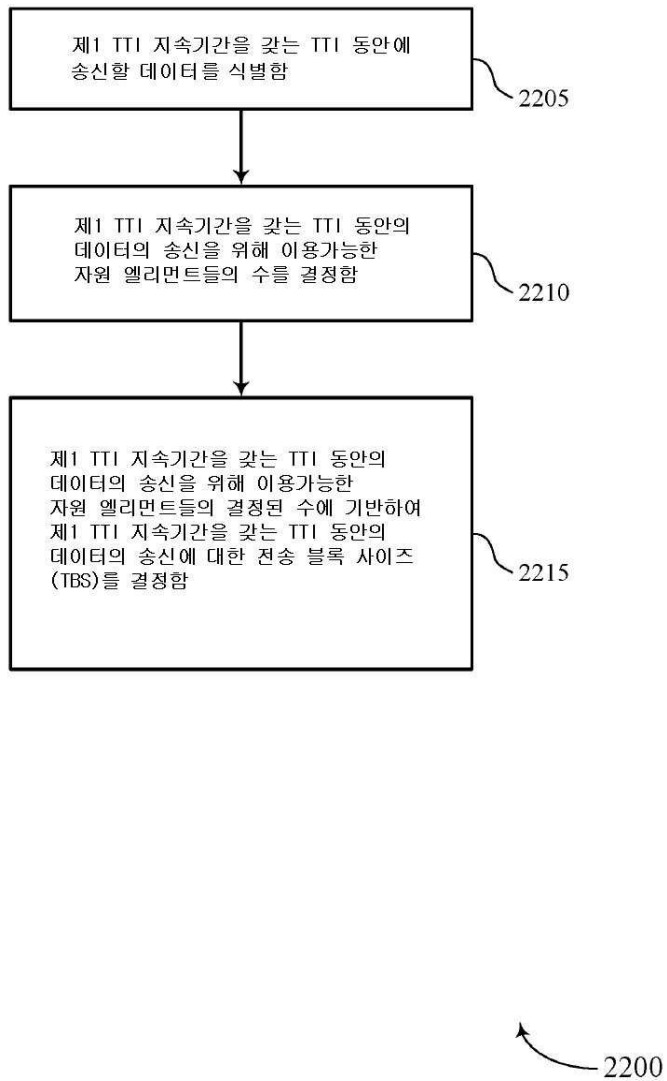 제1 TTI 지속기간을 갖는 TTI 동안에
송신할 데이터를 식별함
2205
제1 TTI 지속기간을 갖는 TTI 동안의
데이터의 송신을 위해 이용가능한
자원 엘리먼트들의 수를 결정함
2210
제1 TTI 지속기간을 갖는 TTI 동안의
데이터의 송신을 위해 이용가능한
자원 엘리먼트들의 결정된 수에 기반하여
제1 TTI 지속기간을 갖는 TTI 동안의
데이터의 송신에 대한 전송 블록 사이즈
(TBS)를 결정함
2215
2200